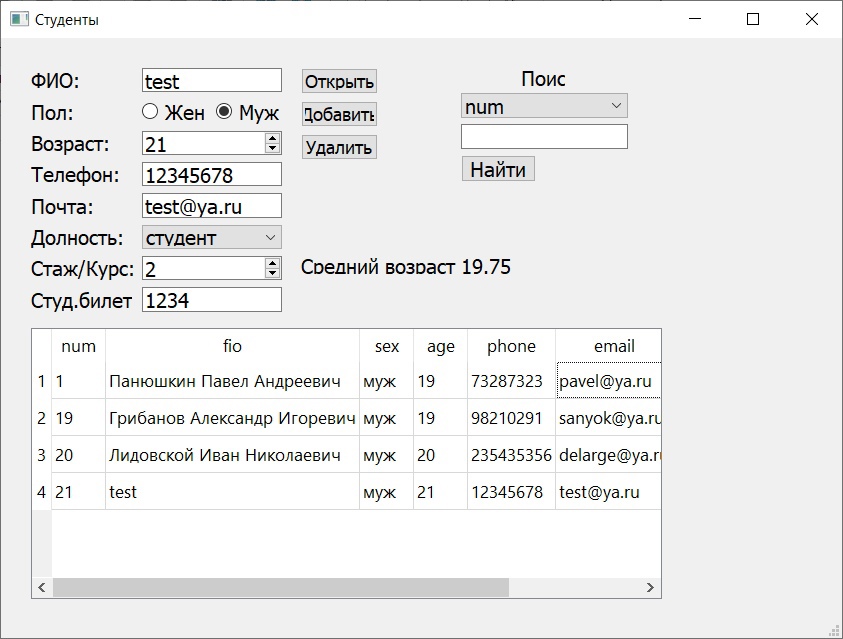 Студенты
ФИО: test Открыть Поиск
Пол: Жен Муж Добавить num
Возраст: 21 Удалить
Телефон: 12345678 Найти
Почта: test@ya.ru
Долность: студент
Стаж/Курс: 2 Средний возраст 19.75
Студ.билет 1234
num fio sex age phone email
1 1 Панюшкин Павел Андреевич муж 19 73287323 pavel@ya.ru
2 19 Грибанов Александр Игоревич муж 19 98210291 sanyok@ya.ru
3 20 Лидовской Иван Николаевич муж 20 235435356 delarge@ya.ru
4 21 test муж 21 12345678 test@ya.ru